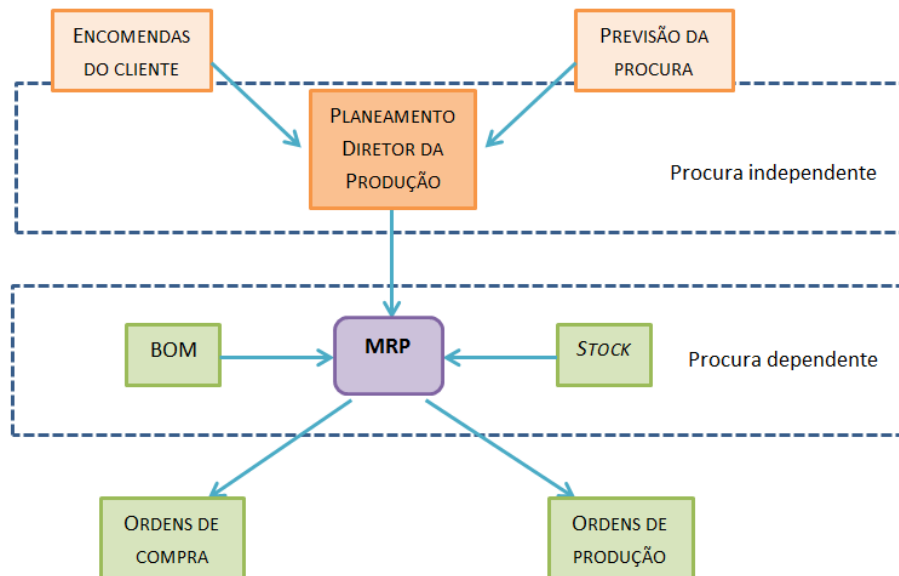 ENCOMENDAS
DO CLIENTE
PREVISÃO DA
PROCURA
PLANEAMENTO
DIRETOR DA
PRODUÇÃO
Procura independente
BOM
MRP
STOCK
Procura dependente
ORDENS DE
COMPRA
ORDENS DE
PRODUÇÃO